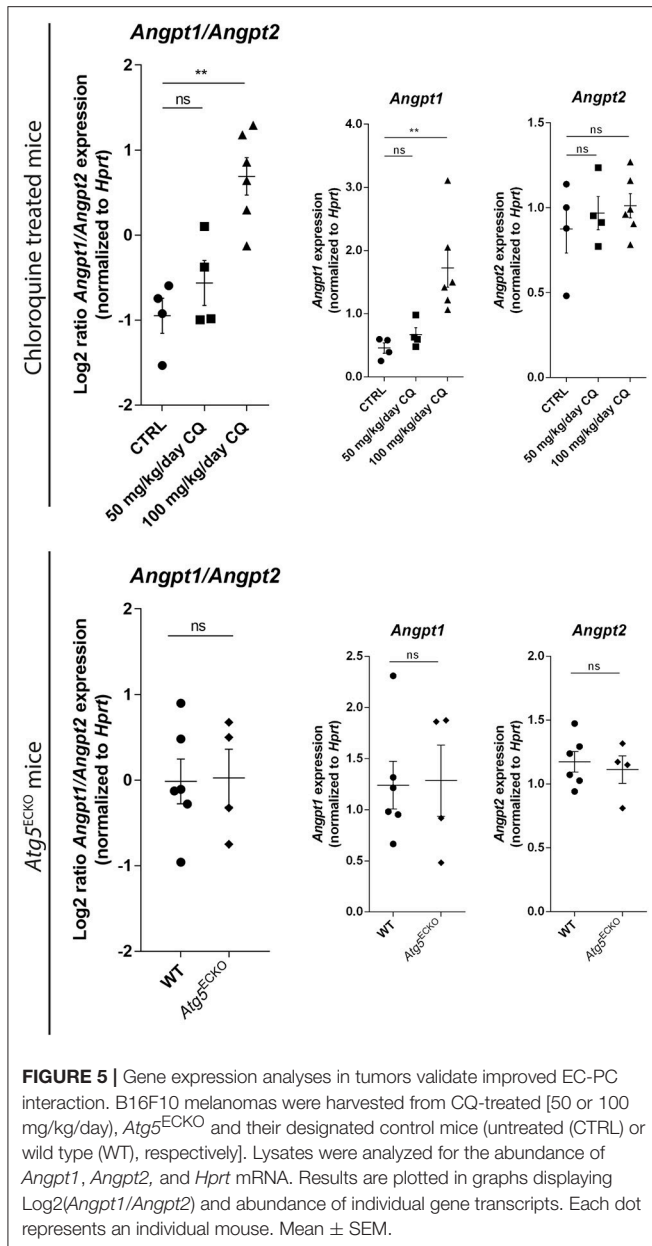 Chloroquine treated mice
Angpt1/Angpt2
Log2 ratio Angpt1/Angpt2 expression
(normalized to Hprt)
2
1
0
-1
-2
ns
**
CTRL
50 mg/kg/day CQ
100 mg/kg/day CQ
Angpt1
Angpt1 expression
(normalized to Hprt)
4.0
3.0
2.0
1.0
0.0
ns
**
CTRL
50 mg/kg/day CQ
100 mg/kg/day CQ
Angpt2
Angpt2 expression
(normalized to Hprt)
1.5
1.0
0.5
0.0
ns
ns
CTRL
50 mg/kg/day CQ
100 mg/kg/day CQ
Atg5ECKO mice
Angpt1/Angpt2
Log2 ratio Angpt1/Angpt2 expression
(normalized to Hprt)
2
1
0
-1
-2
ns
WT
Atg5ECKO
Angpt1
Angpt1 expression
(normalized to Hprt)
2.5
2.0
1.5
1.0
0.5
0.0
ns
WT
Atg5ECKO
Angpt2
Angpt2 expression
(normalized to Hprt)
2.0
1.5
1.0
0.5
0.0
ns
WT
Atg5ECKO
FIGURE 5 | Gene expression analyses in tumors validate improved EC-PC
interaction. B16F10 melanomas were harvested from CQ-treated [50 or 100
mg/kg/day), Atg5ECKO and their designated control mice (untreated (CTRL) or
wild type (WT), respectively]. Lysates were analyzed for the abundance of
Angpt1, Angpt2, and Hprt mRNA. Results are plotted in graphs displaying
Log2(Angpt1/Angpt2) and abundance of individual gene transcripts. Each dot
represents an individual mouse. Mean ± SEM.